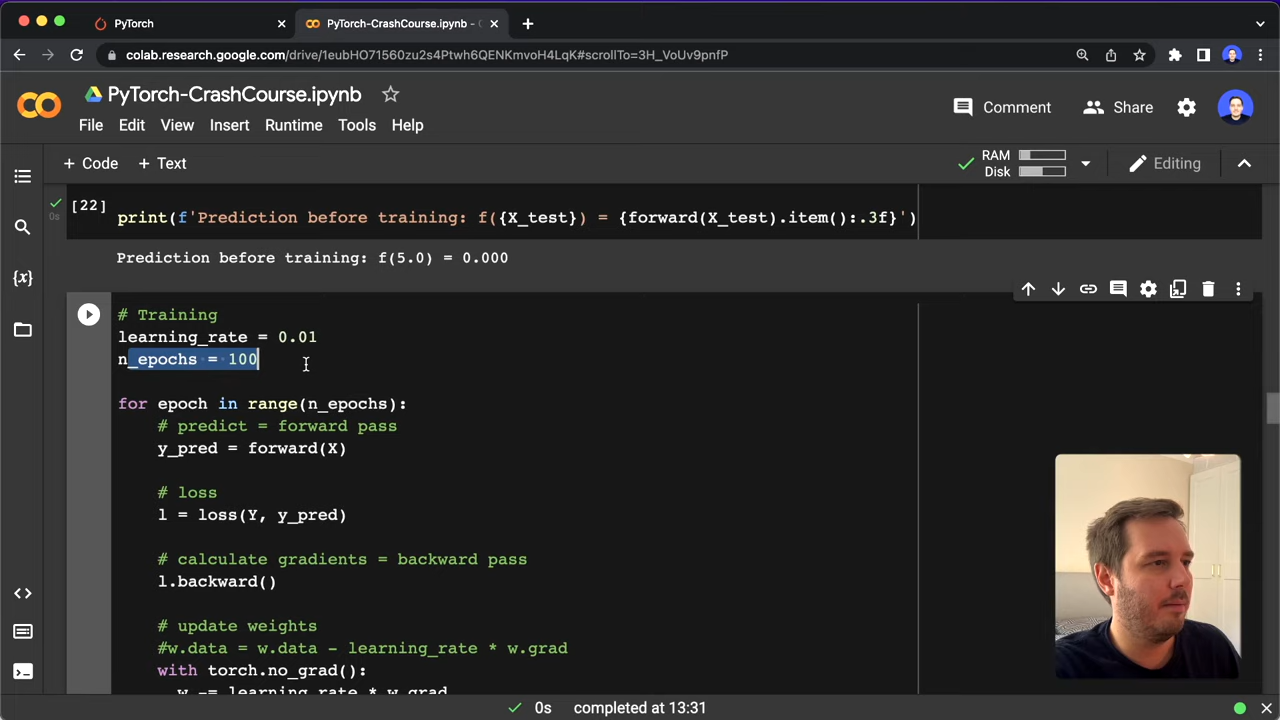 PyTorch
PyTorch-CrashCourse.ipynb -
colab.research.google.com/drive/1eubHO71560zu2s4Ptwh6QENKmvoH4LqK#scrollTo=3H_VoUv9pnfP
PyTorch-CrashCourse.ipynb
Comment
Share
File Edit View Insert Runtime Tools Help
+ Code + Text
RAM
Disk
Editing
[22]
0s
print(f'Prediction before training: f({X_test}) = {forward(X_test).item():.3f}')
Prediction before training: f(5.0) = 0.000
{x}
# Training
learning_rate = 0.01
n_epochs = 100
for epoch in range(n_epochs):
# predict = forward pass
y_pred = forward(X)
# loss
l = loss(Y, y_pred)
# calculate gradients = backward pass
l.backward()
# update weights
#w.data = w.data - learning_rate * w.grad
with torch.no_grad():
w -= learning_rate * w.grad
0s completed at 13:31